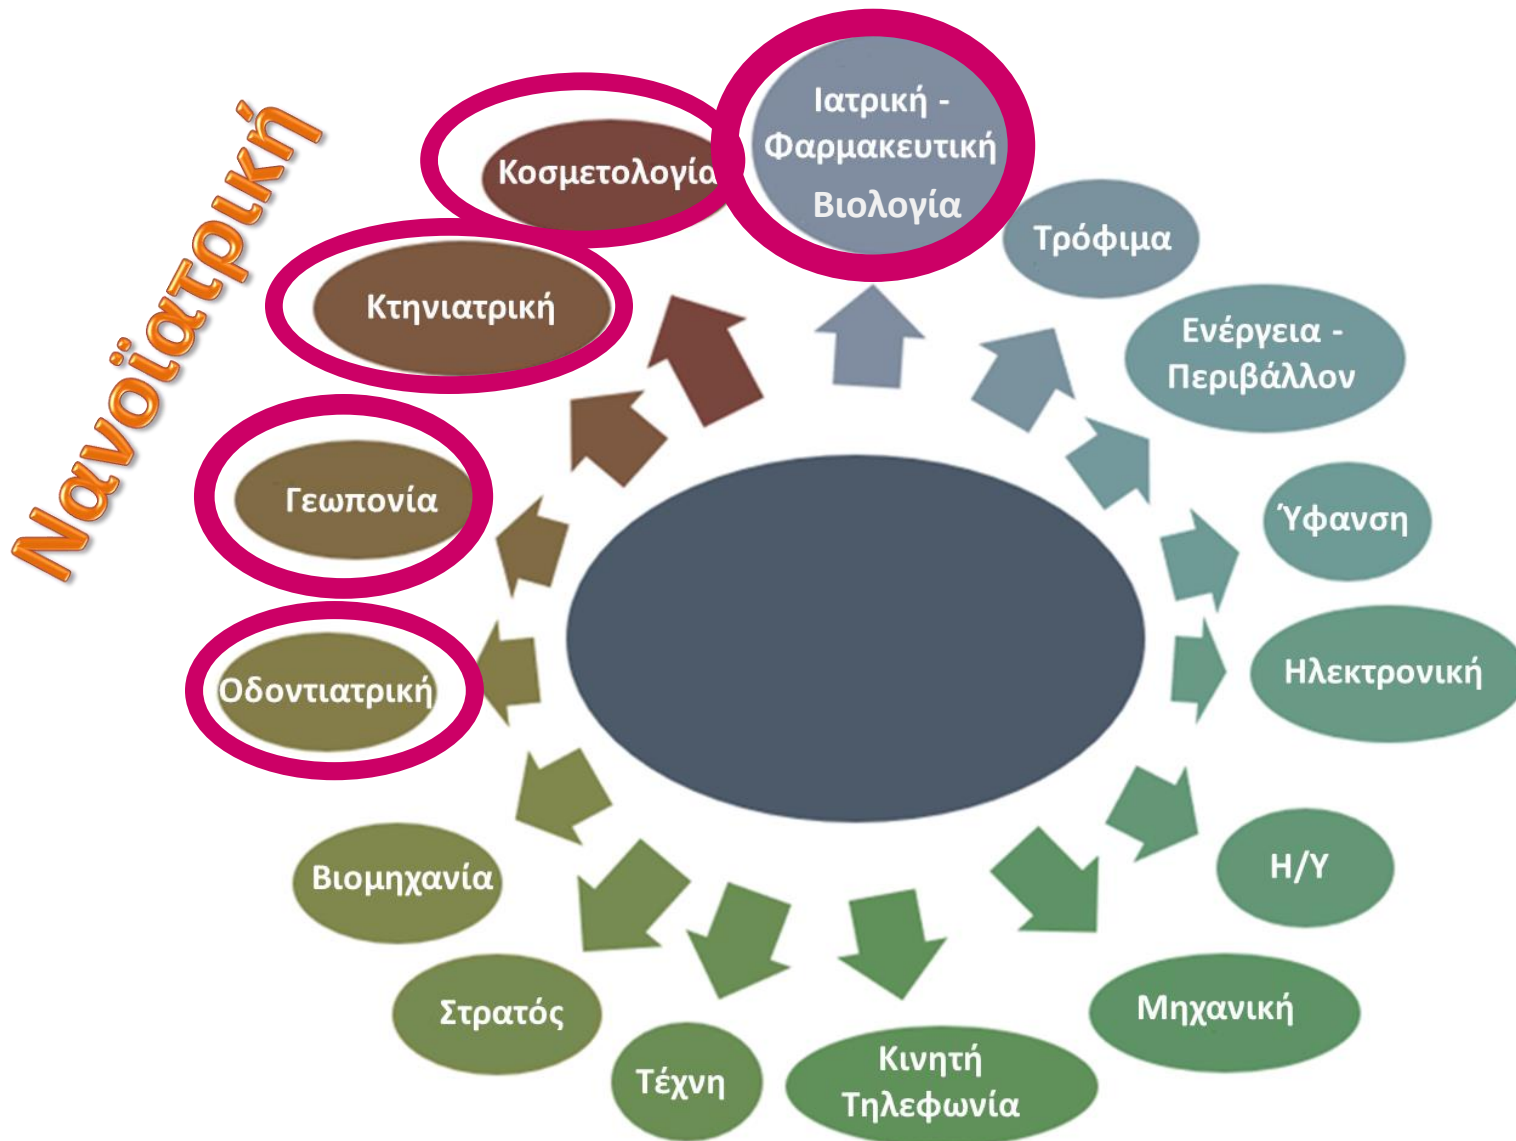 Νανοϊατρική
Ιατρική -
Φαρμακευτική
Βιολογία
Τρόφιμα
Ενέργεια -
Περιβάλλον
Ύφανση
Ηλεκτρονική
Η/Υ
Μηχανική
Κινητή
Τηλεφωνία
Τέχνη
Στρατός
Βιομηχανία
Οδοντιατρική
Γεωπονία
Κτηνιατρική
Κοσμετολογία